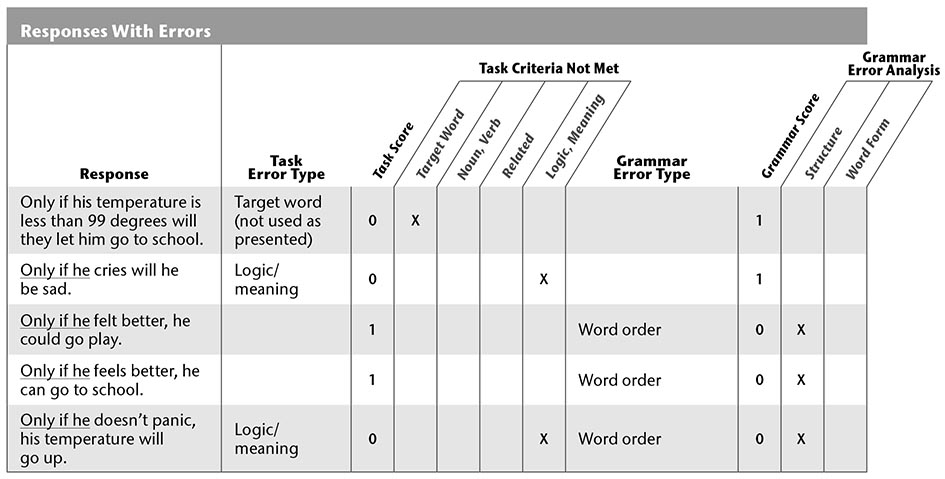 Responses With Errors
Task Criteria Not Met
Grammar
Error Analysis
Response
Task
Error Type
Task Score
Target Word
Noun, Verb
Related
Logic, Meaning
Grammar
Error Type
Grammar Score
Structure
Word Form
Only if his temperature is
less than 99 degrees will
they let him go to school.
Target word
(not used as
presented)
0 X 1
Only if he cries will he
be sad.
Logic/
meaning
0 X 1
Only if he felt better, he
could go play.
1 Word order 0 X
Only if he feels better, he
can go to school.
1 Word order 0 X
Only if he doesn’t panic,
his temperature will
go up.
Logic/
meaning
0 X Word order 0 X